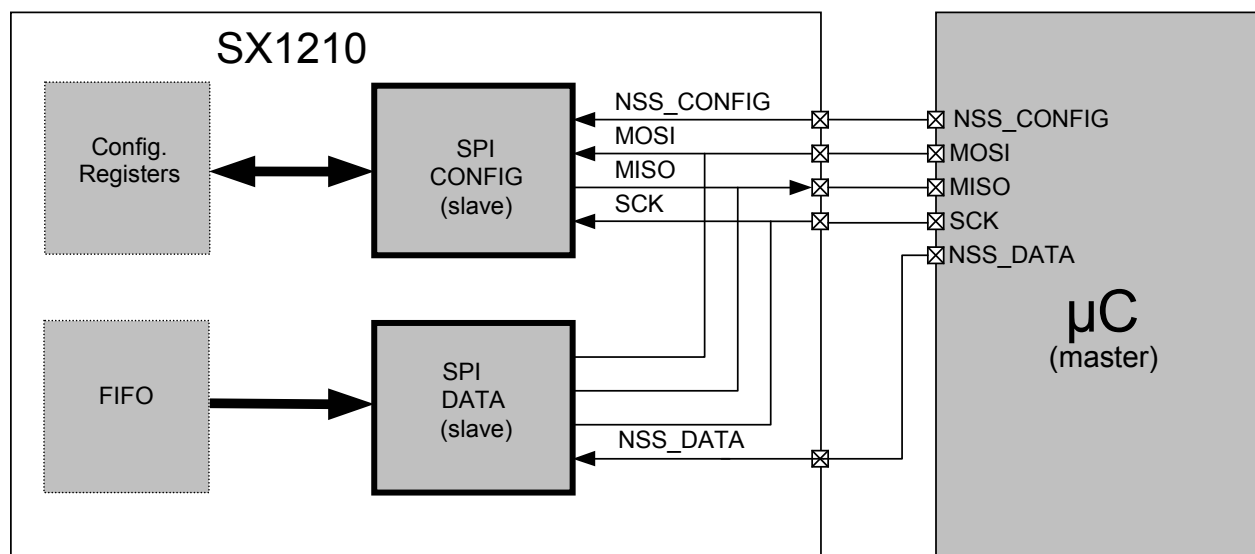 SX1210
Config.
Registers
SPI
CONFIG
(slave)
NSS_CONFIG
MOSI
MISO
SCK
NSS_CONFIG
MOSI
MISO
SCK
NSS_DATA
µC
(master)
FIFO
SPI
DATA
(slave)
NSS_DATA